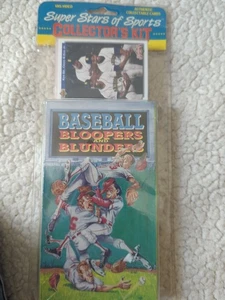 Super Stars of Sports
COLLECTOR'S KIT
BASEBALL
BLOOPERS
AND
BLUNDERS